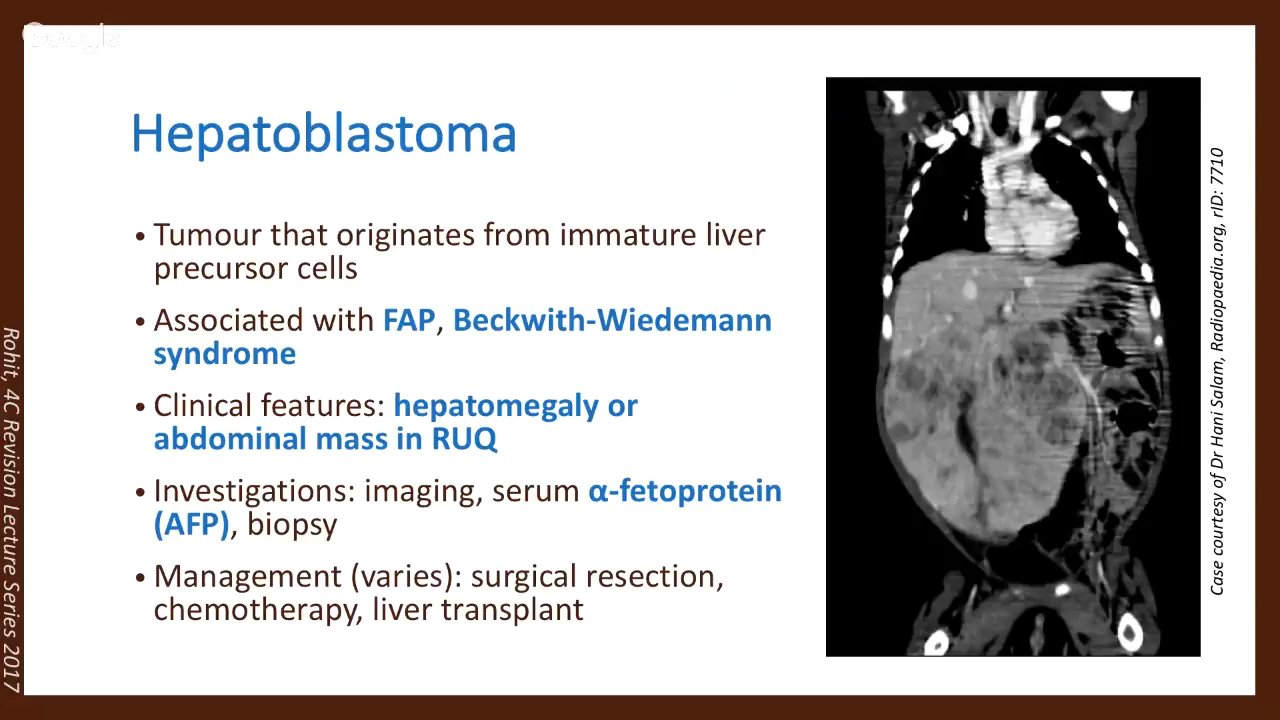 Google
Hepatoblastoma
• Tumour that originates from immature liver
precursor cells
• Associated with FAP, Beckwith-Wiedemann
syndrome
• Clinical features: hepatomegaly or
abdominal mass in RUQ
• Investigations: imaging, serum α-fetoprotein
(AFP), biopsy
• Management (varies): surgical resection,
chemotherapy, liver transplant
Case courtesy of Dr Hani Salam, Radiopaedia.org, rID: 7710
Rohit, 4C Revision Lecture Series 2017